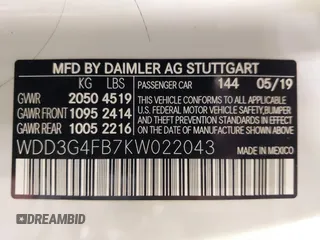 MFD BY DAIMLER AG STUTTGART
KG LBS
GVWR 2050 4519
GAWR FRONT 1095 2414
GAWR REAR 1005 2216
PASSENGER CAR 144 05/19
THIS VEHICLE CONFORMS TO ALL APPLICABLE
U.S. FEDERAL MOTOR VEHICLE SAFETY, BUMPER
AND THEFT PREVENTION STANDARDS IN EFFECT
ON THE DATE OF MANUFACTURE SHOWN ABOVE.
WDD3G4FB7KW022043
MADE IN MEXICO
DREAMBID